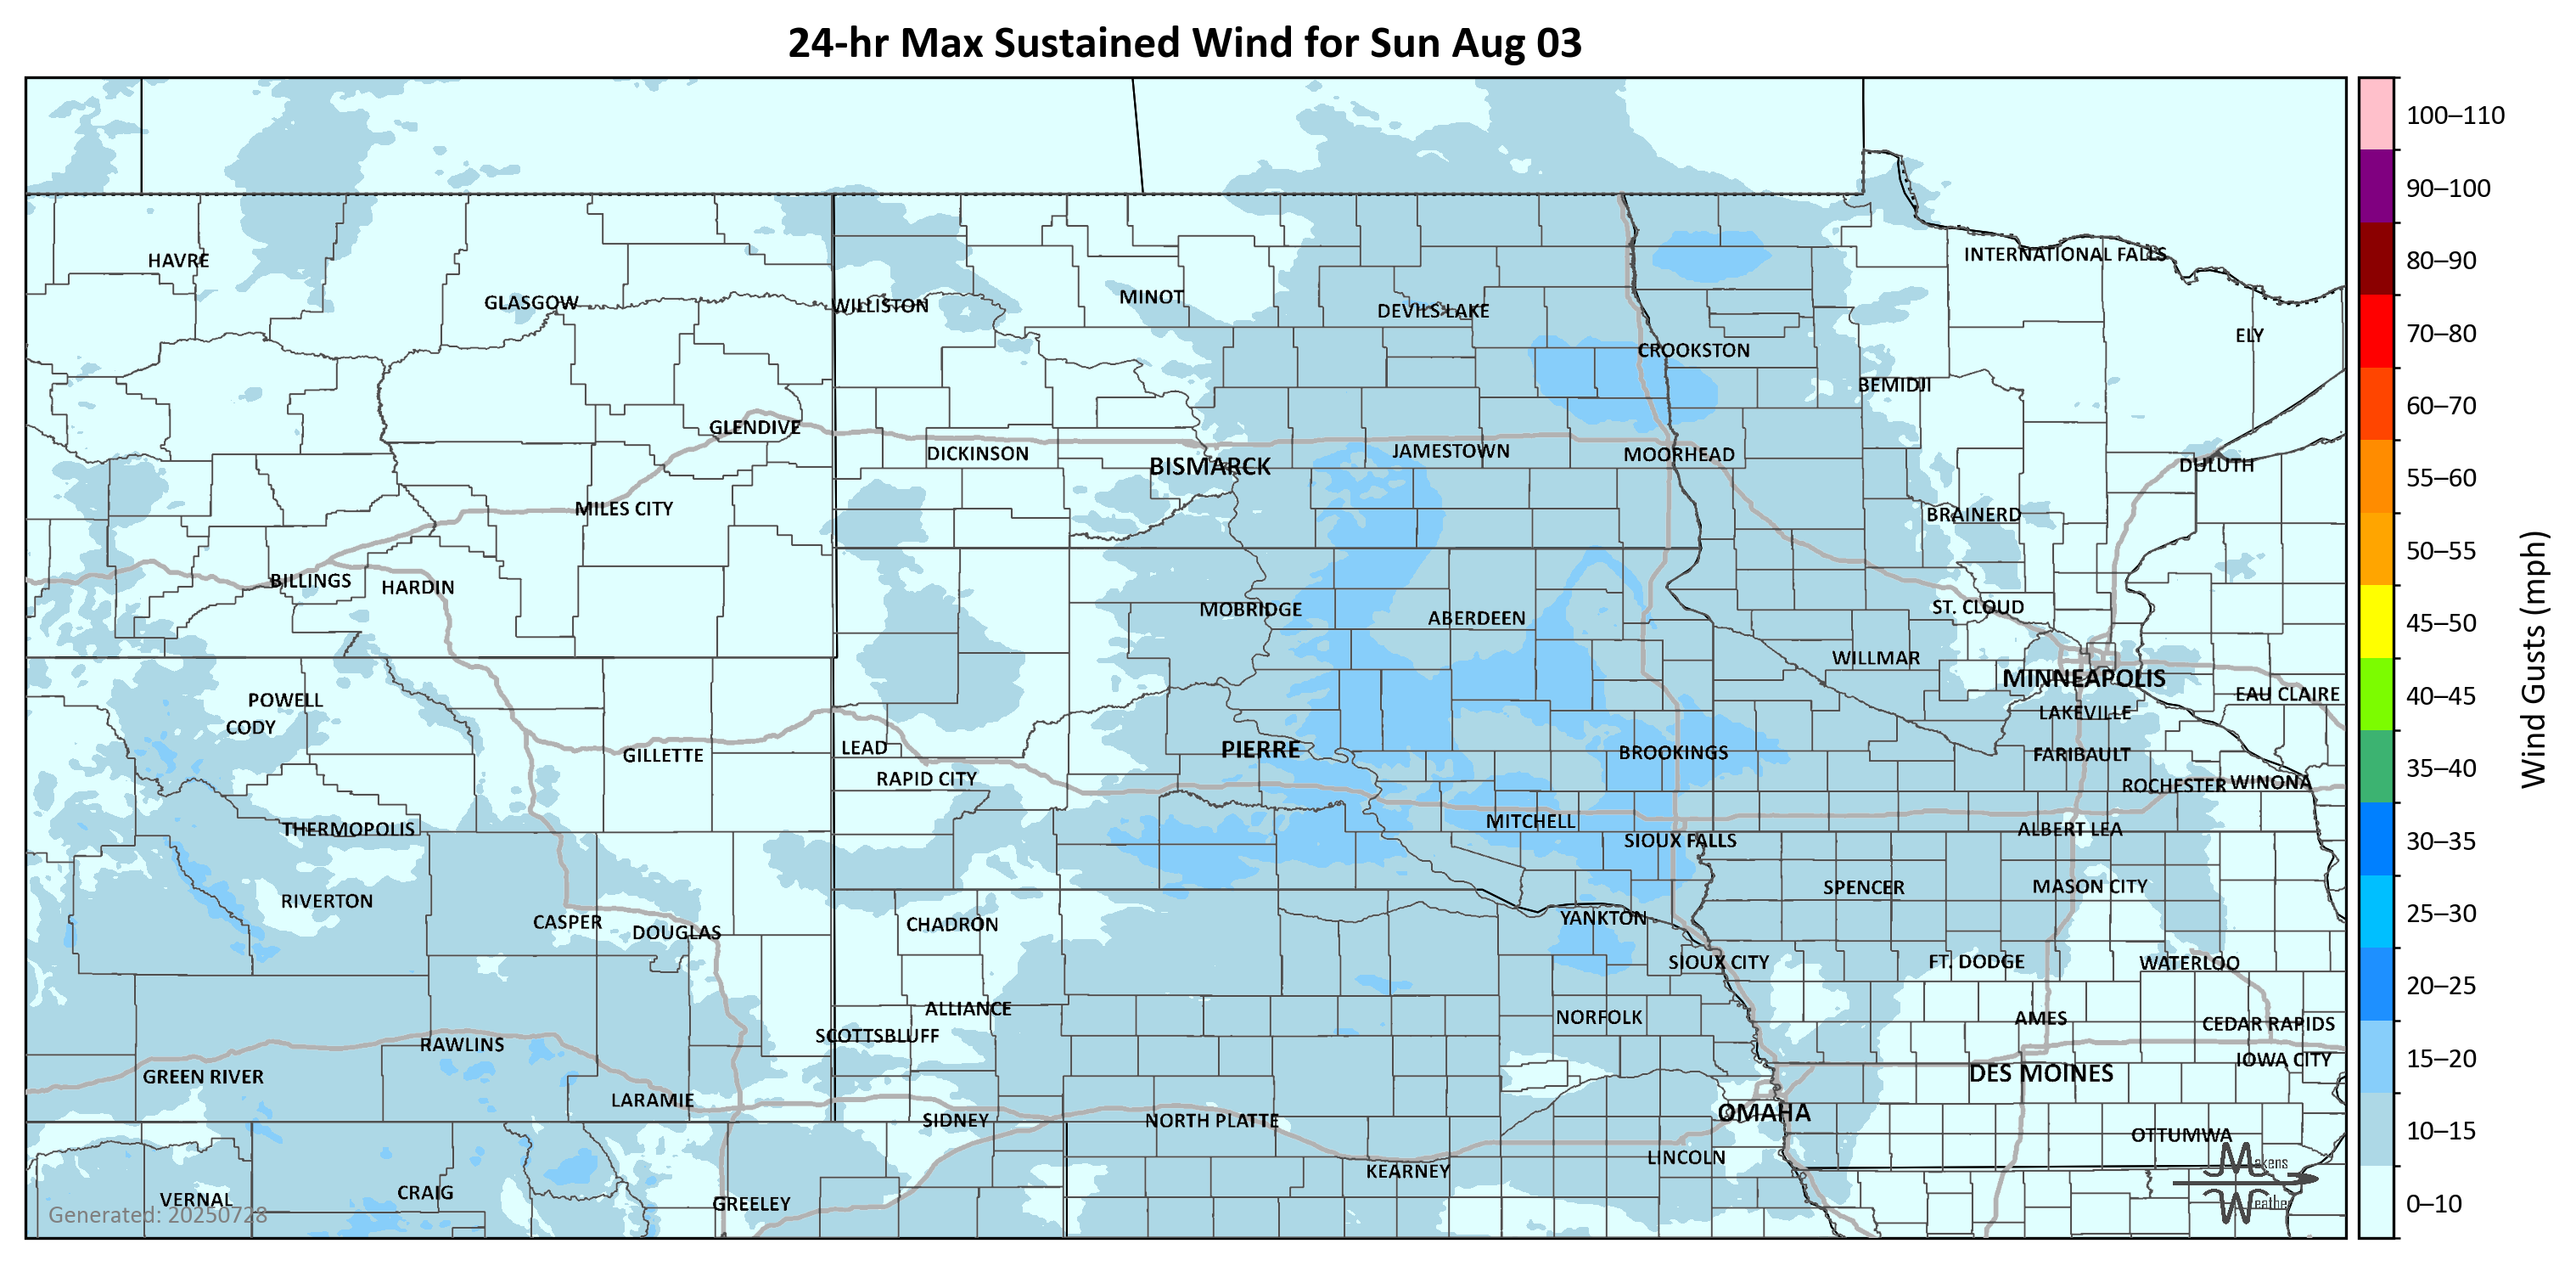 24-hr Max Sustained Wind for Sun Aug 03
100–110
90–100
80–90
70–80
60–70
55–60
50–55
45–50
40–45
35–40
30–35
25–30
20–25
15–20
10–15
0–10
Wind Gusts (mph)
HAVRE
GLASGOW
WILLISTON
MINOT
DEVILS LAKE
CROOKSTON
INTERNATIONAL FALLS
ELY
BEMIDJI
GLENDIVE
DICKINSON
BISMARCK
JAMESTOWN
MOORHEAD
DULUTH
MILES CITY
BRAINERD
BILLINGS
HARDIN
MOBRIDGE
ABERDEEN
ST. CLOUD
WILLMAR
MINNEAPOLIS
EAU CLAIRE
LAKEVILLE
POWELL
CODY
GILLETTE
LEAD
RAPID CITY
PIERRE
BROOKINGS
FARIBAULT
ROCHESTER
WINONA
THERMOPOLIS
MITCHELL
SIOUX FALLS
ALBERT LEA
RIVERTON
CASPER
DOUGLAS
CHADRON
YANKTON
SPENCER
MASON CITY
SIOUX CITY
FT. DODGE
WATERLOO
ALLIANCE
SCOTTSBLUFF
NORFOLK
AMES
CEDAR RAPIDS
IOWA CITY
RAWLINS
GREEN RIVER
LARAMIE
SIDNEY
NORTH PLATTE
OMAHA
DES MOINES
OTTUMWA
LINCOLN
KEARNEY
VERNAL
CRAIG
GREELEY
Generated: 20250728
Makens
Weather